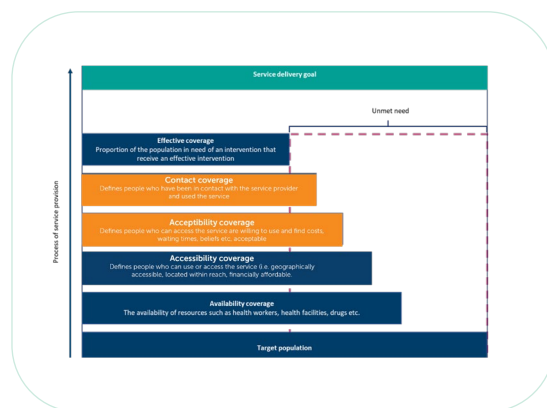 Service delivery goal
Unmet need
Effective coverage
Proportion of the population in need of an intervention that
receive an effective intervention
Contact coverage
Defines people who have been in contact with the service provider
and used the service
Acceptibility coverage
Defines people who can access the service are willing to use and find costs,
waiting times, beliefs etc. acceptable
Accessibility coverage
Defines people who can use or access the service (i.e. geographically
accessible, located within reach, financially affordable.
Availability coverage
The availability of resources such as health workers, health facilities, drugs etc.
Target population
Process of service provision